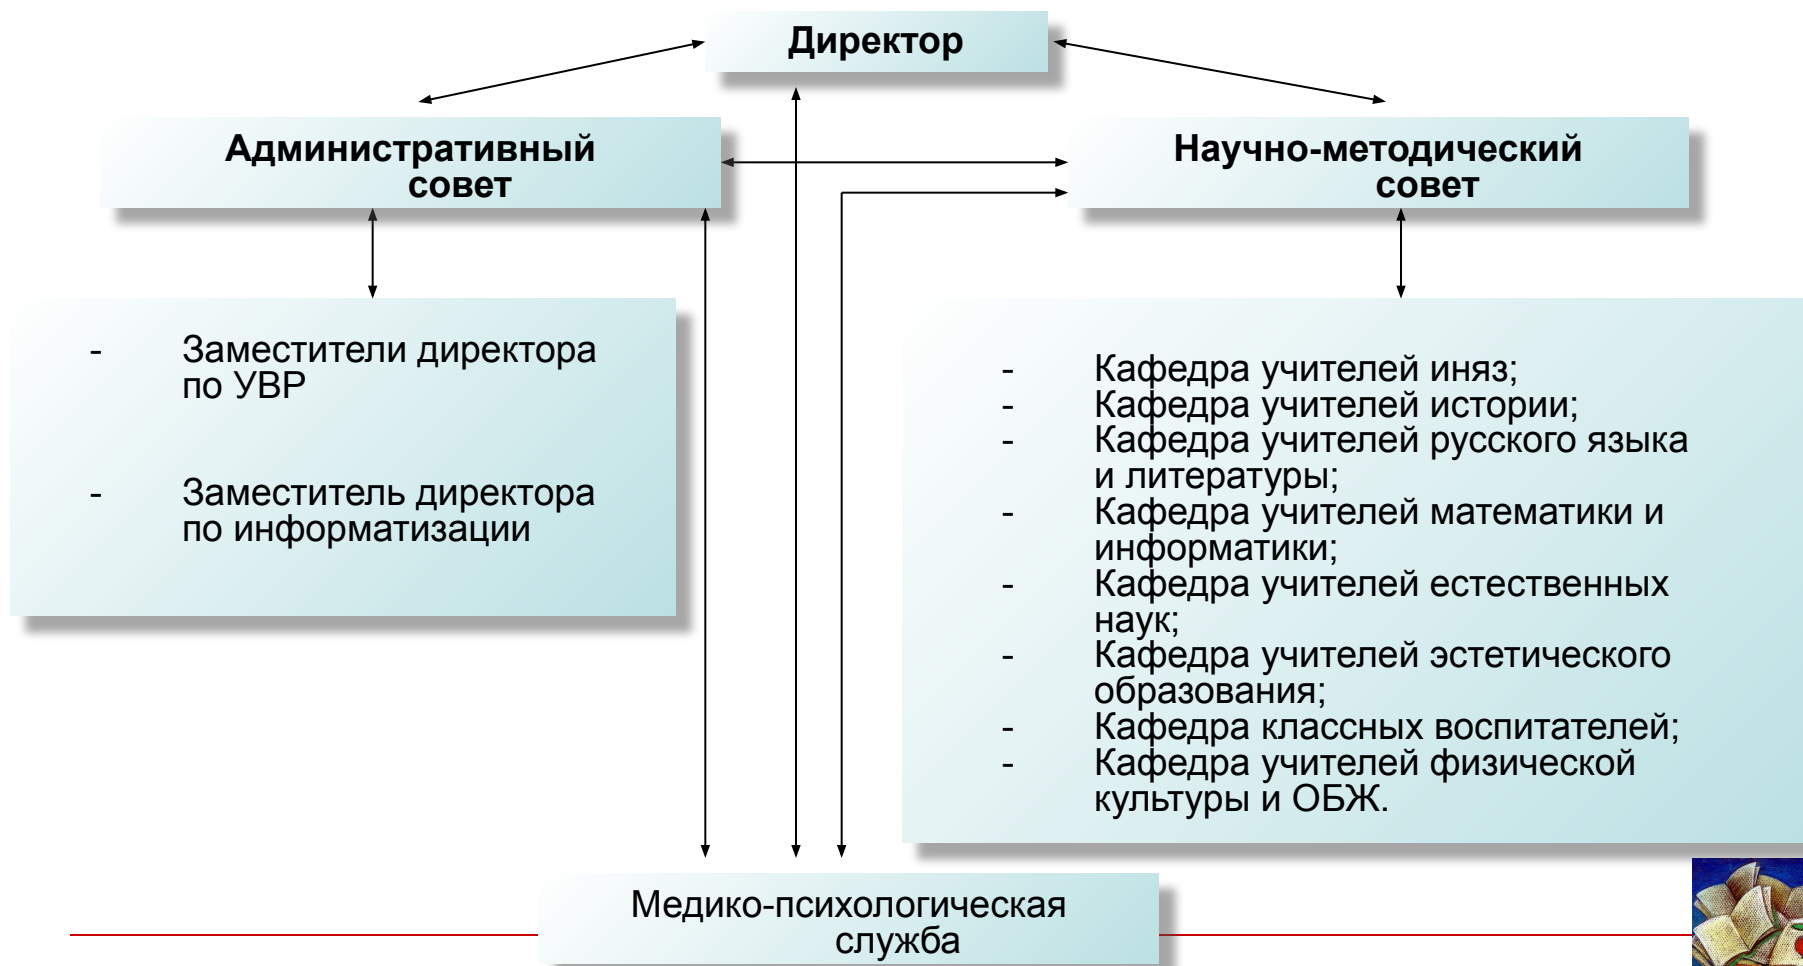 Директор
Административный
совет
Научно-методический
совет
- Заместители директора
по УВР
- Заместитель директора
по информатизации
- Кафедра учителей иняз;
- Кафедра учителей истории;
- Кафедра учителей русского языка
и литературы;
- Кафедра учителей математики и
информатики;
- Кафедра учителей естественных
наук;
- Кафедра учителей эстетического
образования;
- Кафедра классных воспитателей;
- Кафедра учителей физической
культуры и ОБЖ.
Медико-психологическая
служба